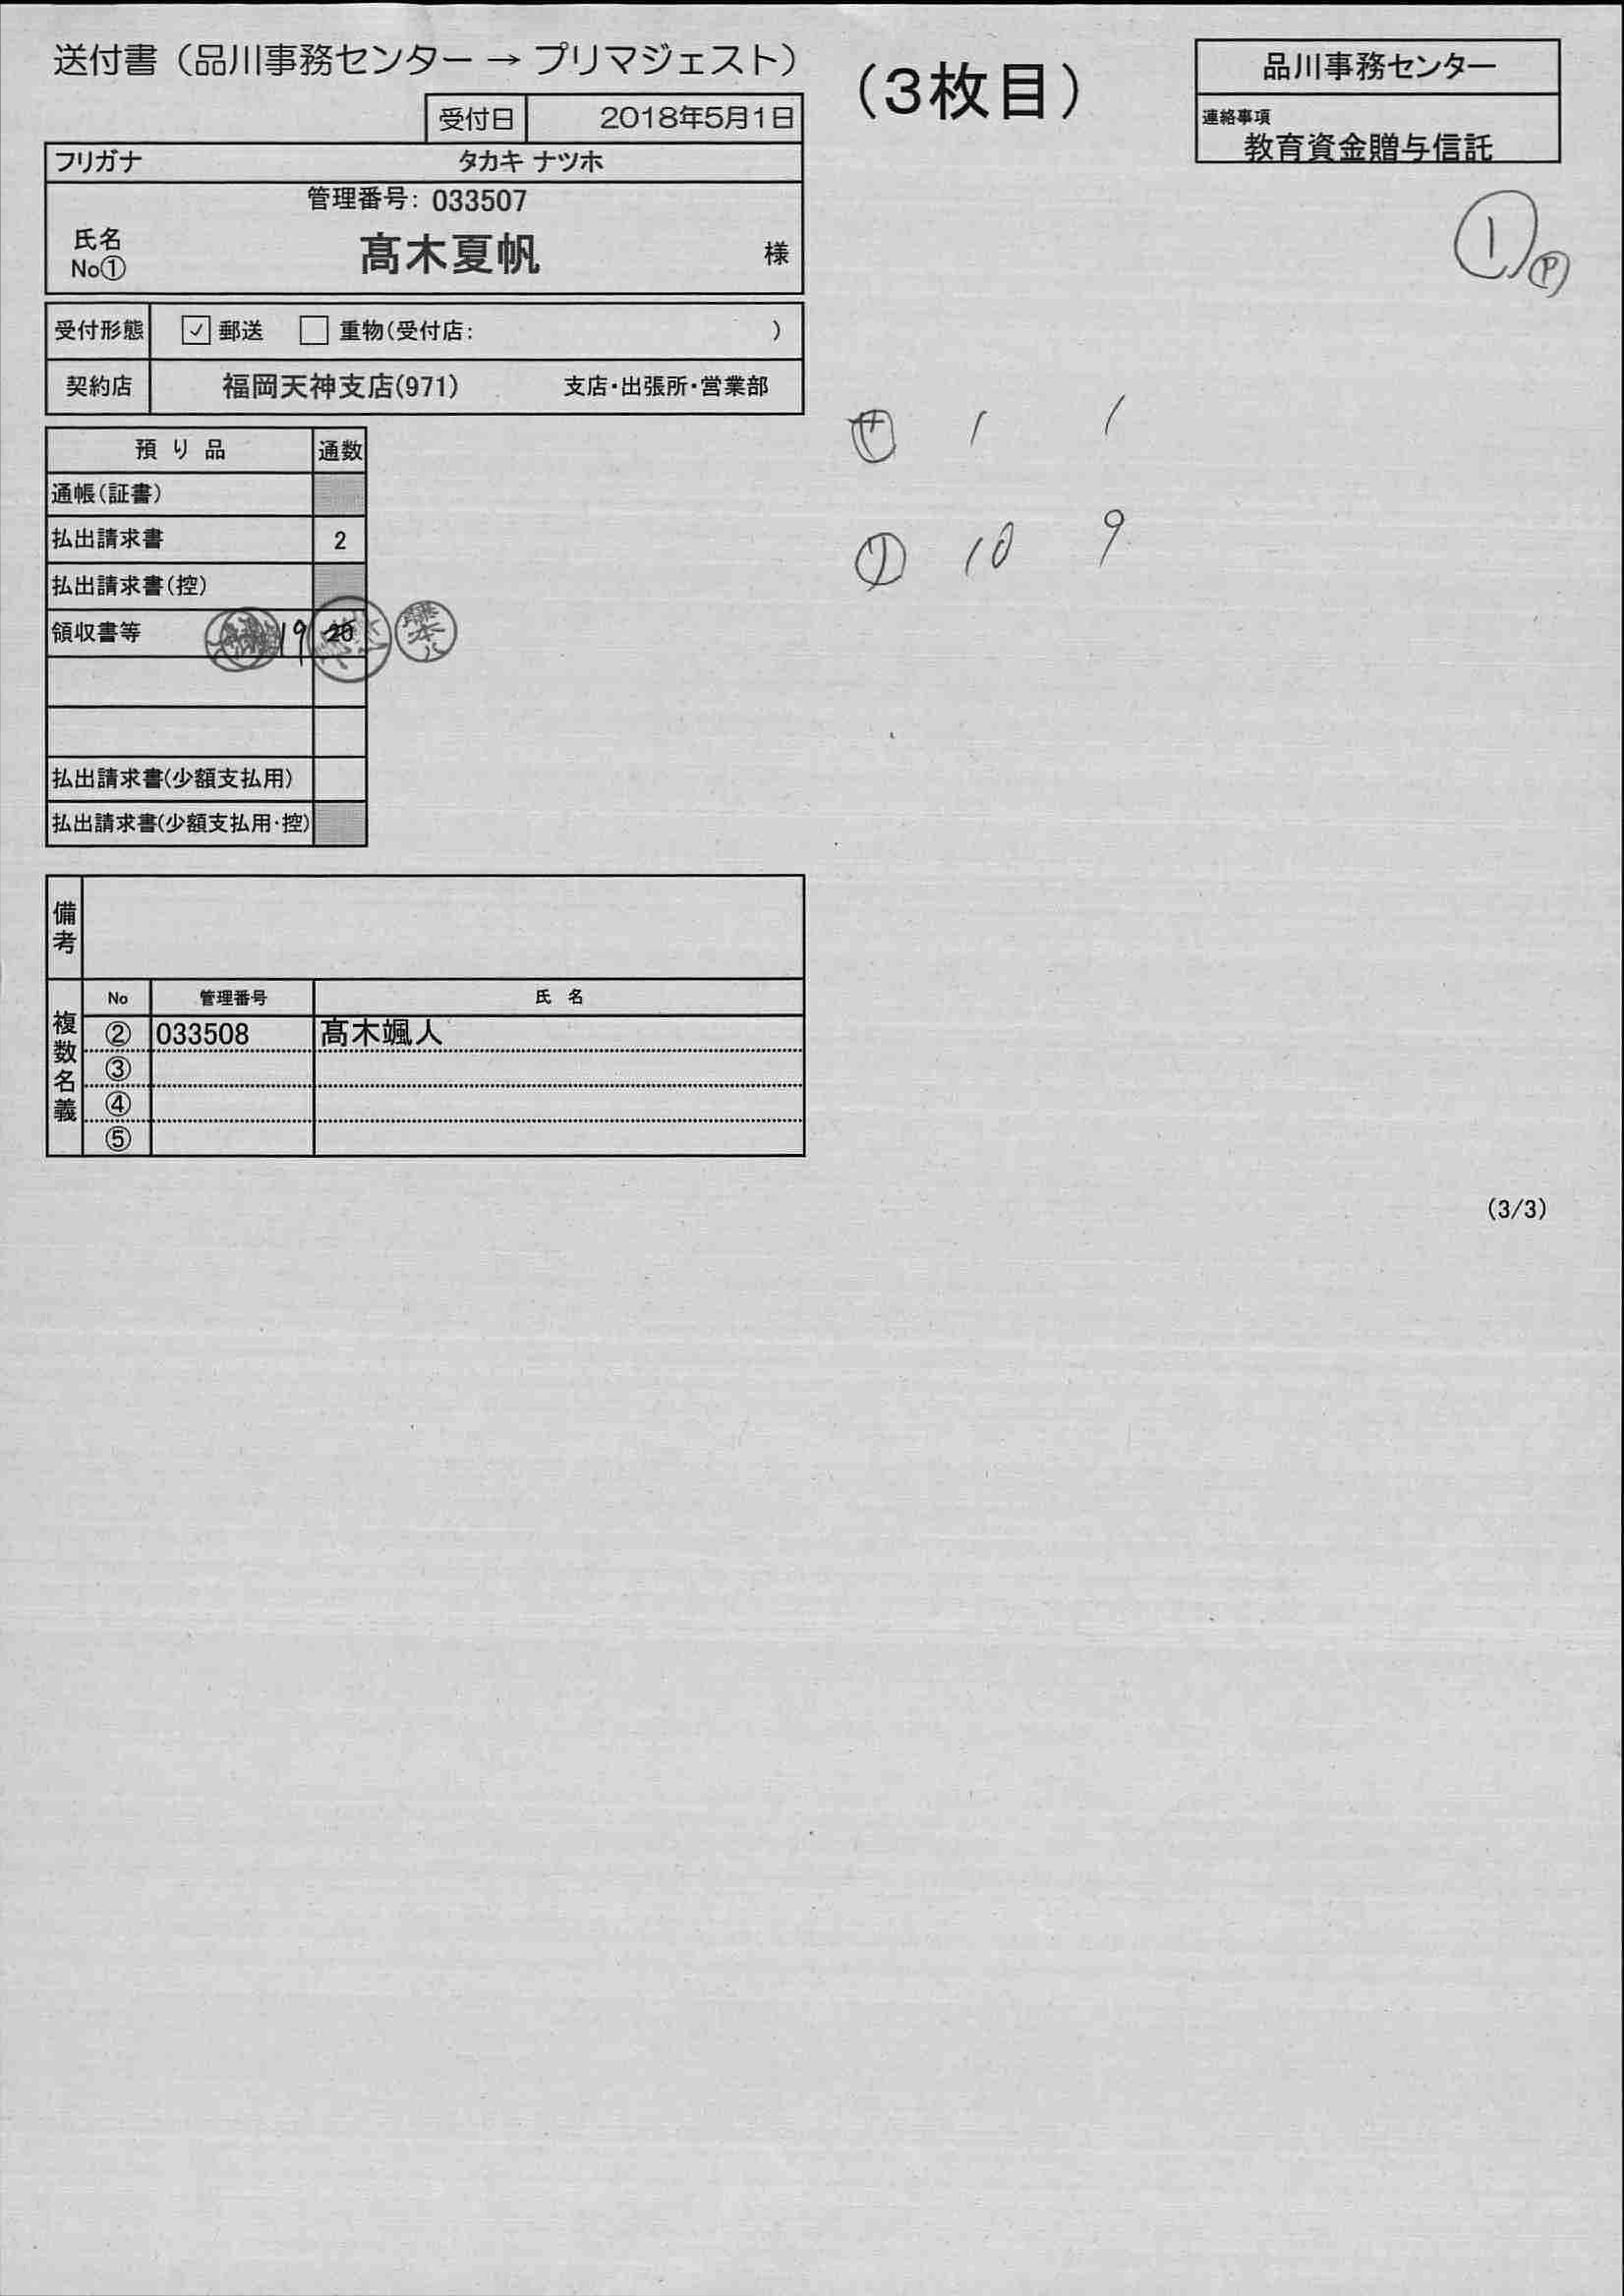 送付書（品川事務センター → プリマジェスト）
（3枚目）
品川事務センター
連絡事項
教育資金贈与信託
受付日 2018年5月1日
フリガナ タカキ ナツホ
管理番号: 033507
氏名
No① 髙木夏帆 様
① Ⓟ
受付形態 ☑ 郵送 □ 重物(受付店: )
契約店 福岡天神支店(971) 支店・出張所・営業部
預り品 通数
通帳(証書)
払出請求書 2
払出請求書(控)
領収書等 19 20
払出請求書(少額支払用)
払出請求書(少額支払用・控)
1 1
リ 10 9
備考
複数名義
No 管理番号 氏名
② 033508 髙木颯人
③
④
⑤
(3/3)